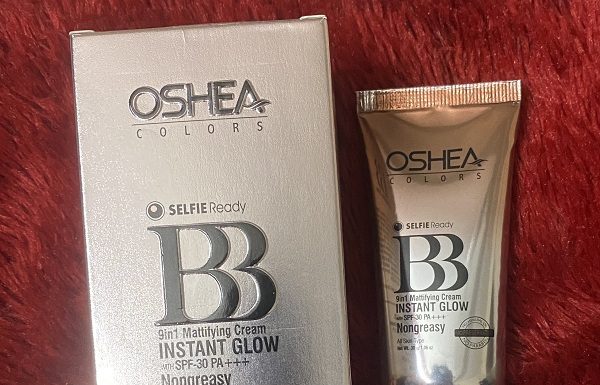 OSHEA
COLORS
SELFIE Ready
BB
9in1 Mattifying Cream
INSTANT GLOW
with SPF-30 PA+++
Nongreasy
OSHEA
COLORS
SELFIE Ready
BB
9in1 Mattifying Cream
INSTANT GLOW
with SPF-30 PA+++
Nongreasy
All Skin Type